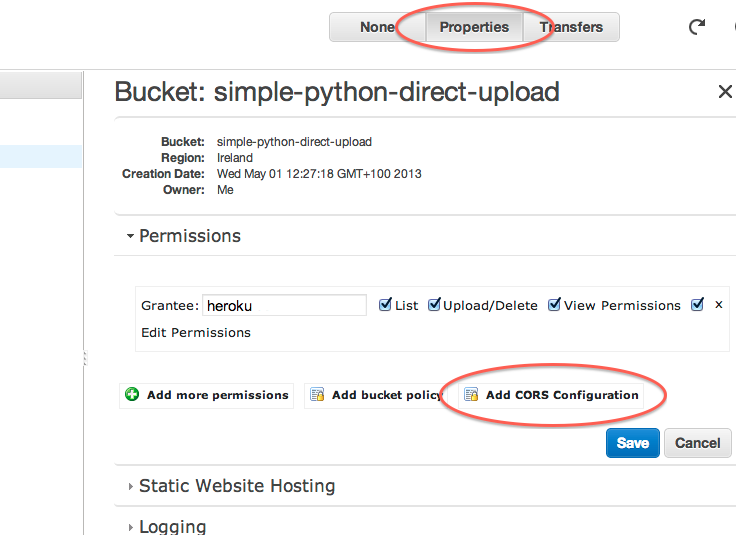 None Properties Transfers
Bucket: simple-python-direct-upload
Bucket: simple-python-direct-upload
Region: Ireland
Creation Date: Wed May 01 12:27:18 GMT+100 2013
Owner: Me
Permissions
Grantee: heroku List Upload/Delete View Permissions x
Edit Permissions
Add more permissions Add bucket policy Add CORS Configuration
Save Cancel
Static Website Hosting
Logging